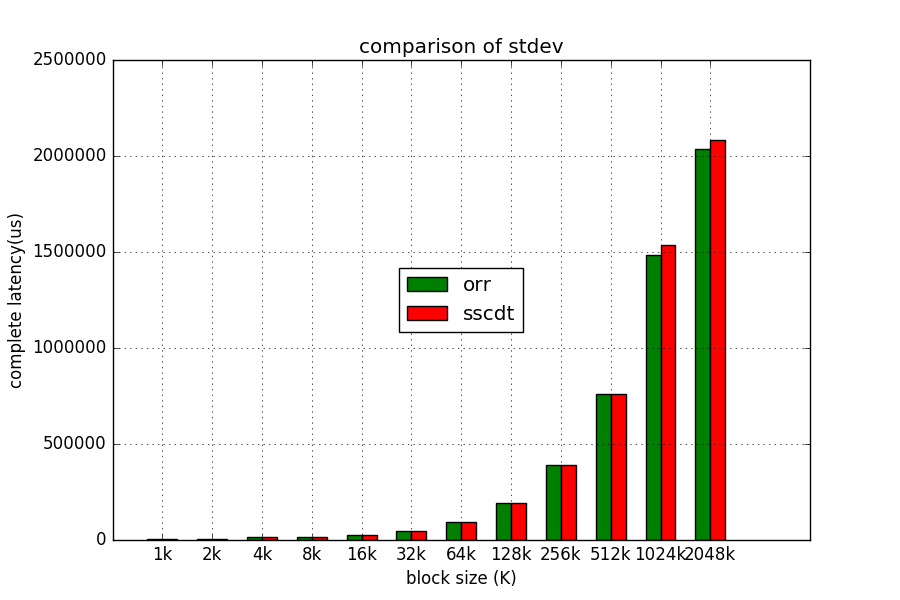 comparison of stdev
2500000
2000000
1500000
1000000
500000
0
complete latency(us)
orr
sscdt
1k 2k 4k 8k 16k 32k 64k 128k 256k 512k 1024k 2048k
block size (K)